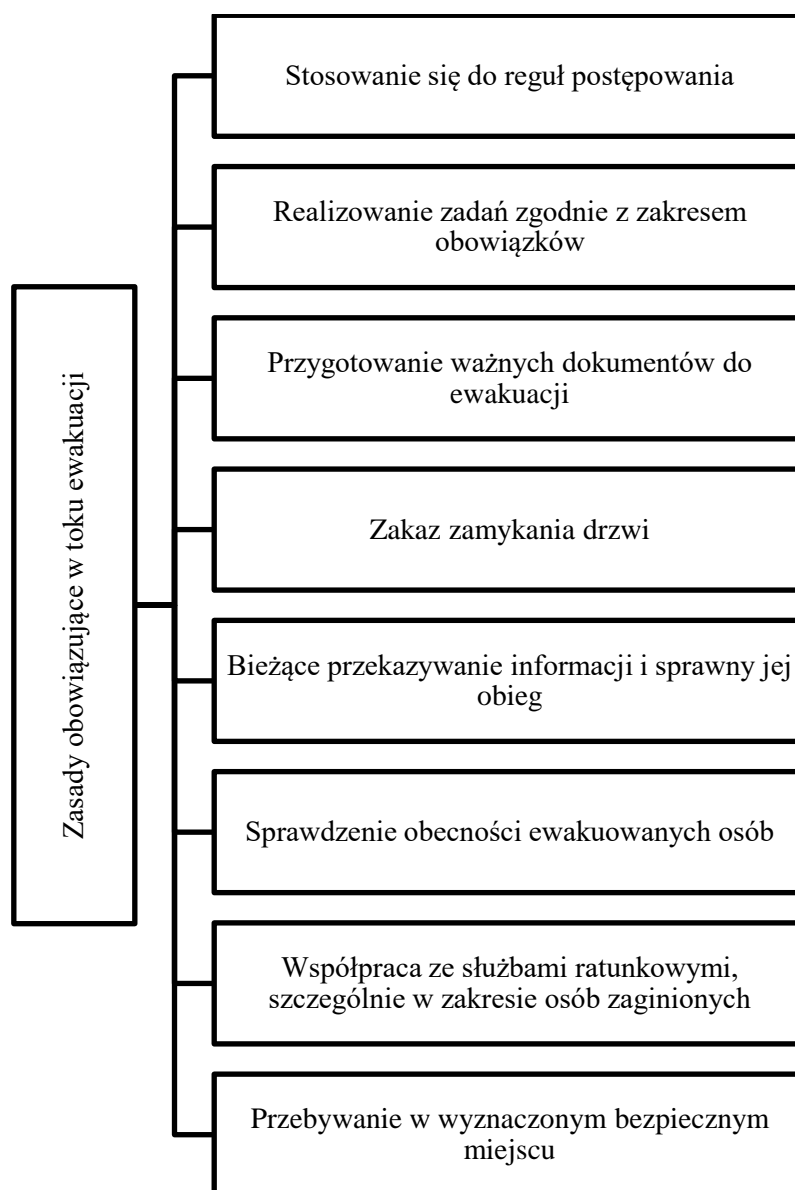 Zasady obowiązujące w toku ewakuacji
Stosowanie się do reguł postępowania
Realizowanie zadań zgodnie z zakresem
obowiązków
Przygotowanie ważnych dokumentów do
ewakuacji
Zakaz zamykania drzwi
Bieżące przekazywanie informacji i sprawny jej
obieg
Sprawdzenie obecności ewakuowanych osób
Współpraca ze służbami ratunkowymi,
szczególnie w zakresie osób zaginionych
Przebywanie w wyznaczonym bezpiecznym
miejscu